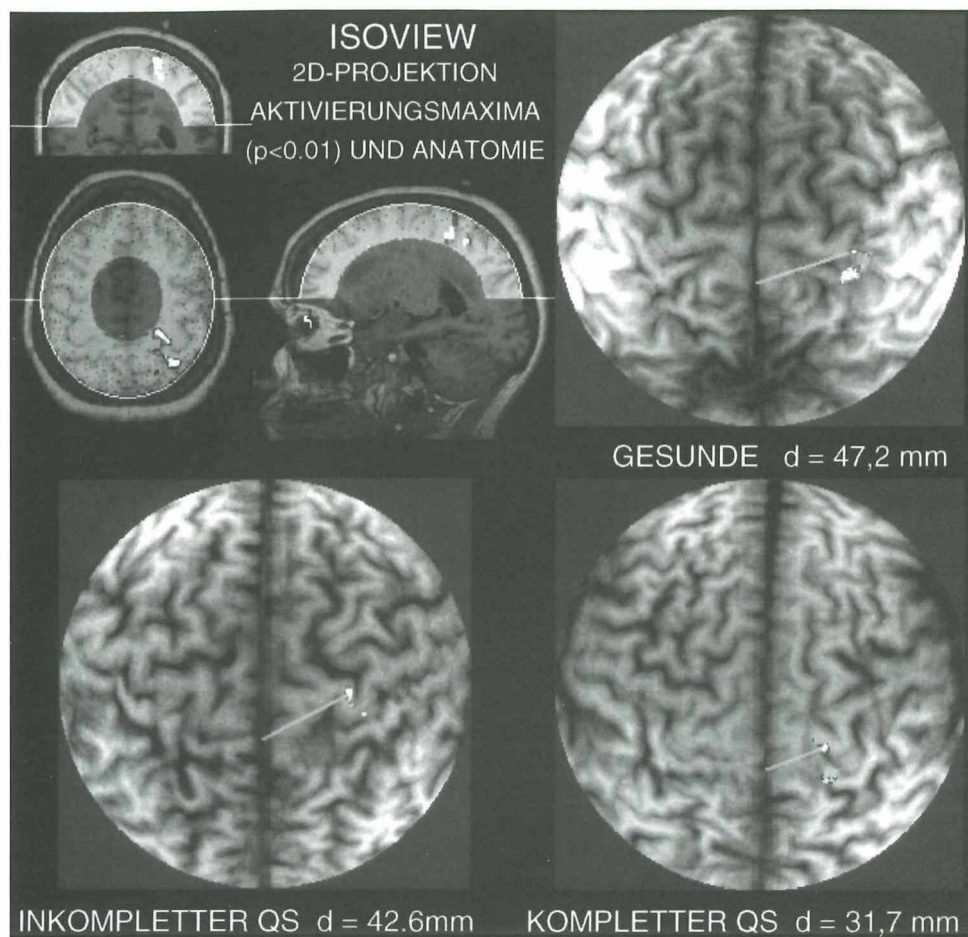 ISOVIEW
2D-PROJEKTION
AKTIVIERUNGSMAXIMA
(p<0.01) UND ANATOMIE
GESUNDE d = 47,2 mm
INKOMPLETTER QS d = 42.6mm
KOMPLETTER QS d = 31,7 mm